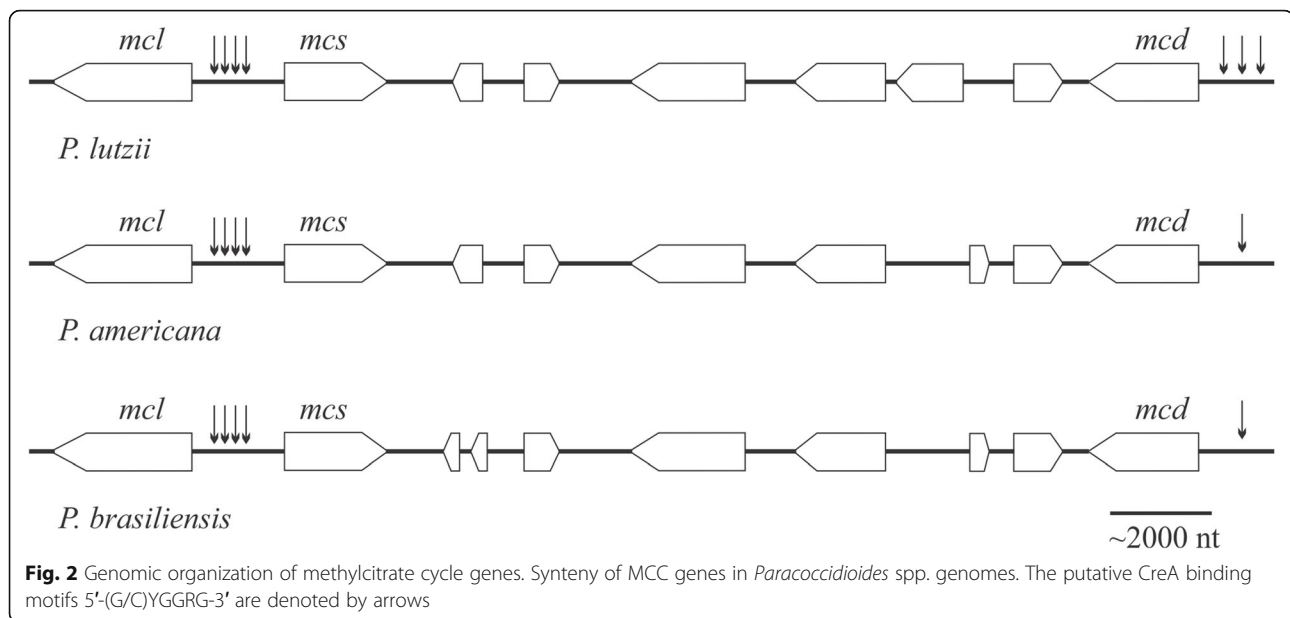 mcl mcs mcd
P. lutzii
mcl mcs mcd
P. americana
mcl mcs mcd
P. brasiliensis
~2000 nt
Fig. 2 Genomic organization of methylcitrate cycle genes. Synteny of MCC genes in Paracoccidioides spp. genomes. The putative CreA binding
motifs 5′-(G/C)YGGRG-3′ are denoted by arrows